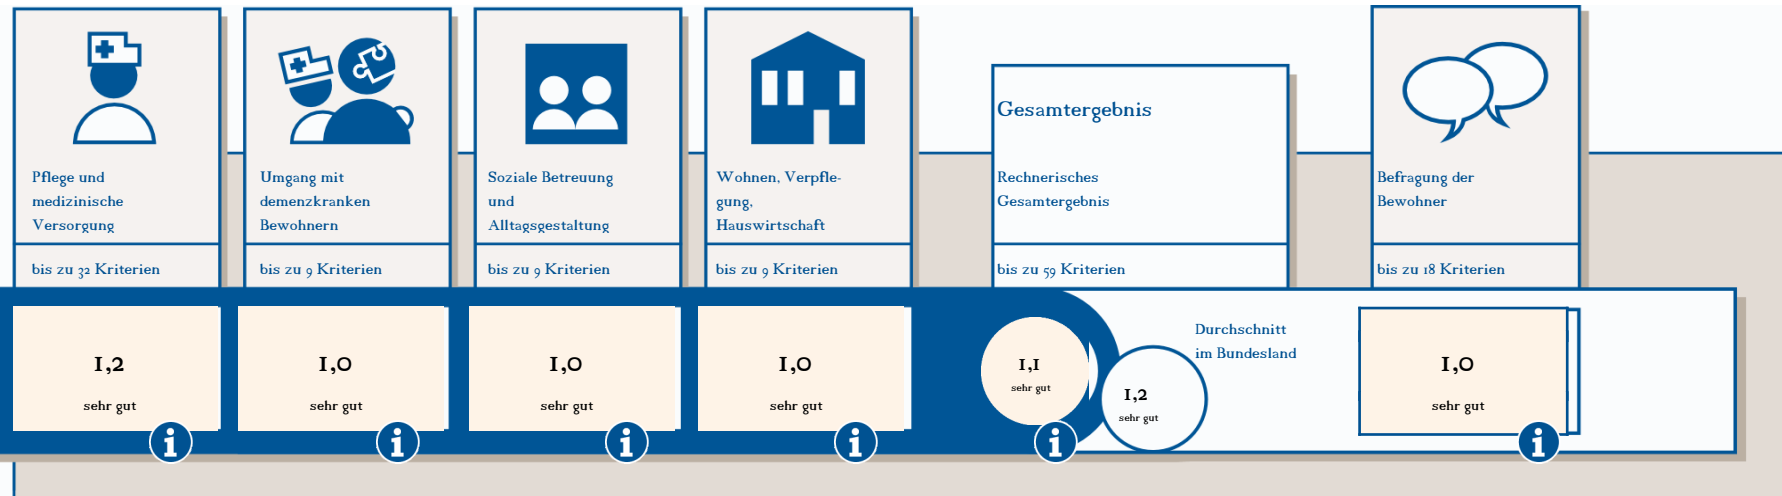 Pflege und
medizinische
Versorgung
bis zu 32 Kriterien
1,2
sehr gut
Umgang mit
demenzkranken
Bewohnern
bis zu 9 Kriterien
1,0
sehr gut
Soziale Betreuung
und
Alltagsgestaltung
bis zu 9 Kriterien
1,0
sehr gut
Wohnen, Verpfle-
gung,
Hauswirtschaft
bis zu 9 Kriterien
1,0
sehr gut
Gesamtergebnis
Rechnerisches
Gesamtergebnis
bis zu 59 Kriterien
1,1
sehr gut
Durchschnitt
im Bundesland
1,2
sehr gut
Befragung der
Bewohner
bis zu 18 Kriterien
1,0
sehr gut